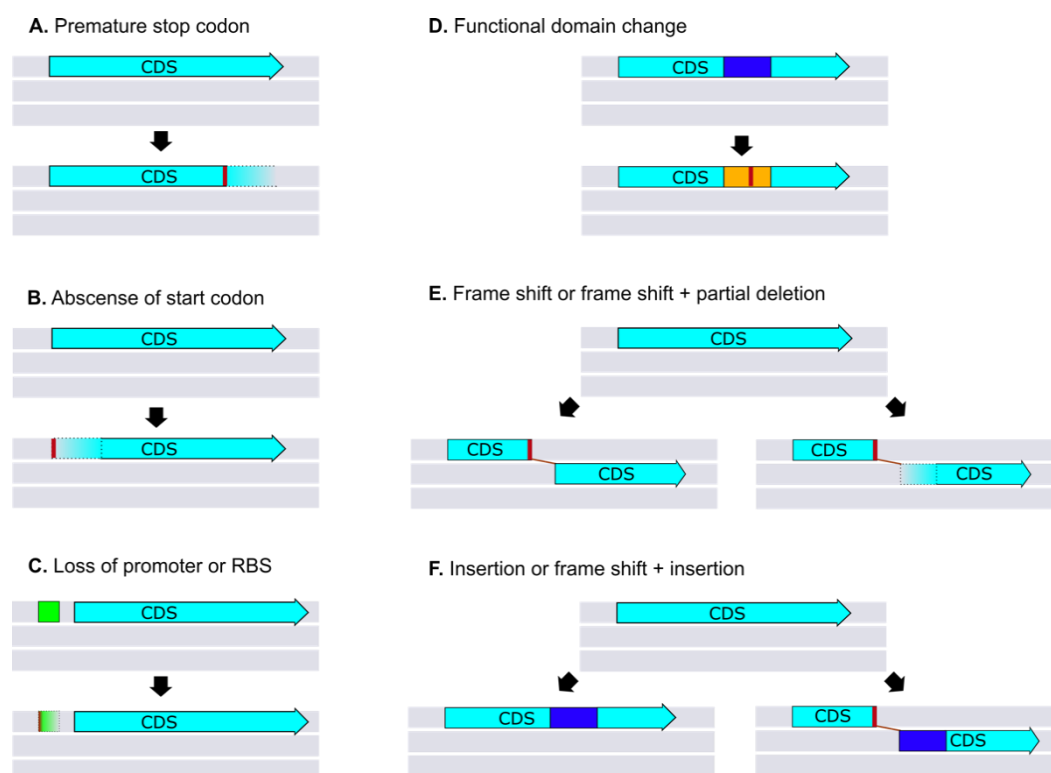 A. Premature stop codon
CDS
CDS
B. Abscense of start codon
CDS
CDS
C. Loss of promoter or RBS
CDS
CDS
D. Functional domain change
CDS
CDS
E. Frame shift or frame shift + partial deletion
CDS
CDS
CDS
CDS
CDS
F. Insertion or frame shift + insertion
CDS
CDS
CDS
CDS